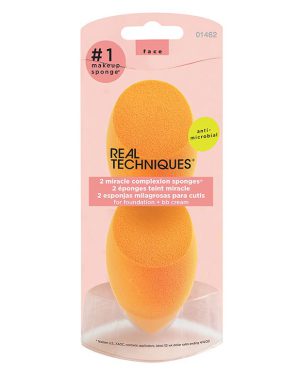 face
01462
#1
makeup
sponge*
anti-
microbial
REAL
TECHNIQUES®
2 miracle complexion sponges®
2 éponges teint miracle
2 esponjas milagrosas para cutis
for foundation + bb cream